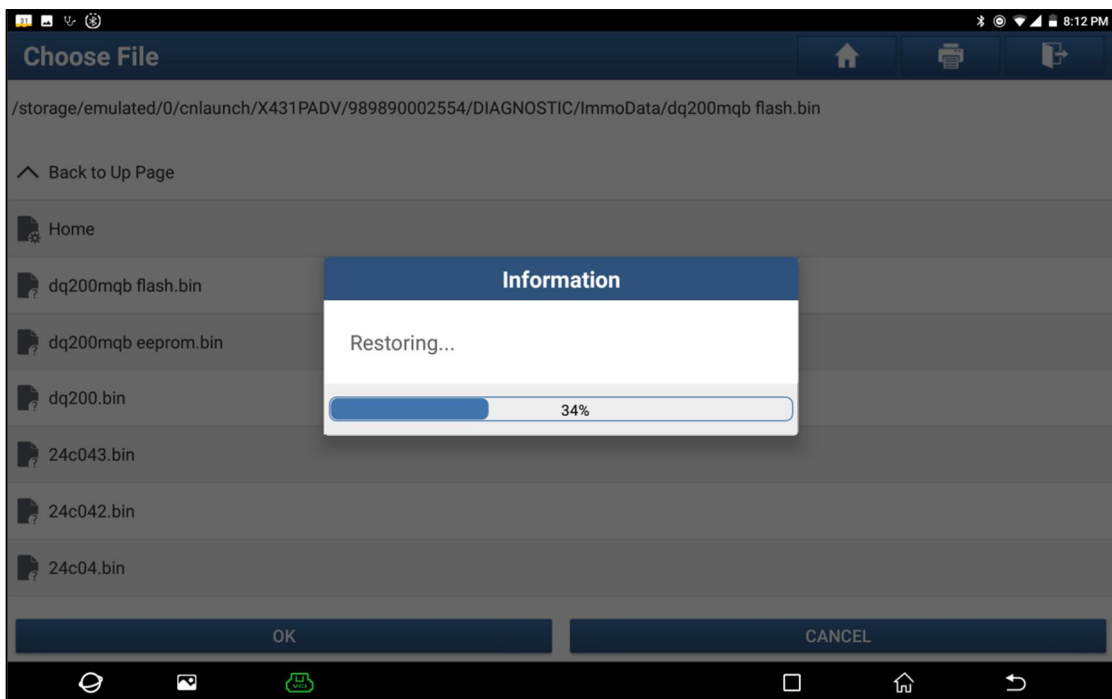 31
8:12 PM
Choose File
/storage/emulated/0/cnlaunch/X431PADV/989890002554/DIAGNOSTIC/ImmoData/dq200mqb flash.bin
Back to Up Page
Home
dq200mqb flash.bin
Information
dq200mqb eeprom.bin
Restoring...
dq200.bin
34%
24c043.bin
24c042.bin
24c04.bin
OK
CANCEL
VCI